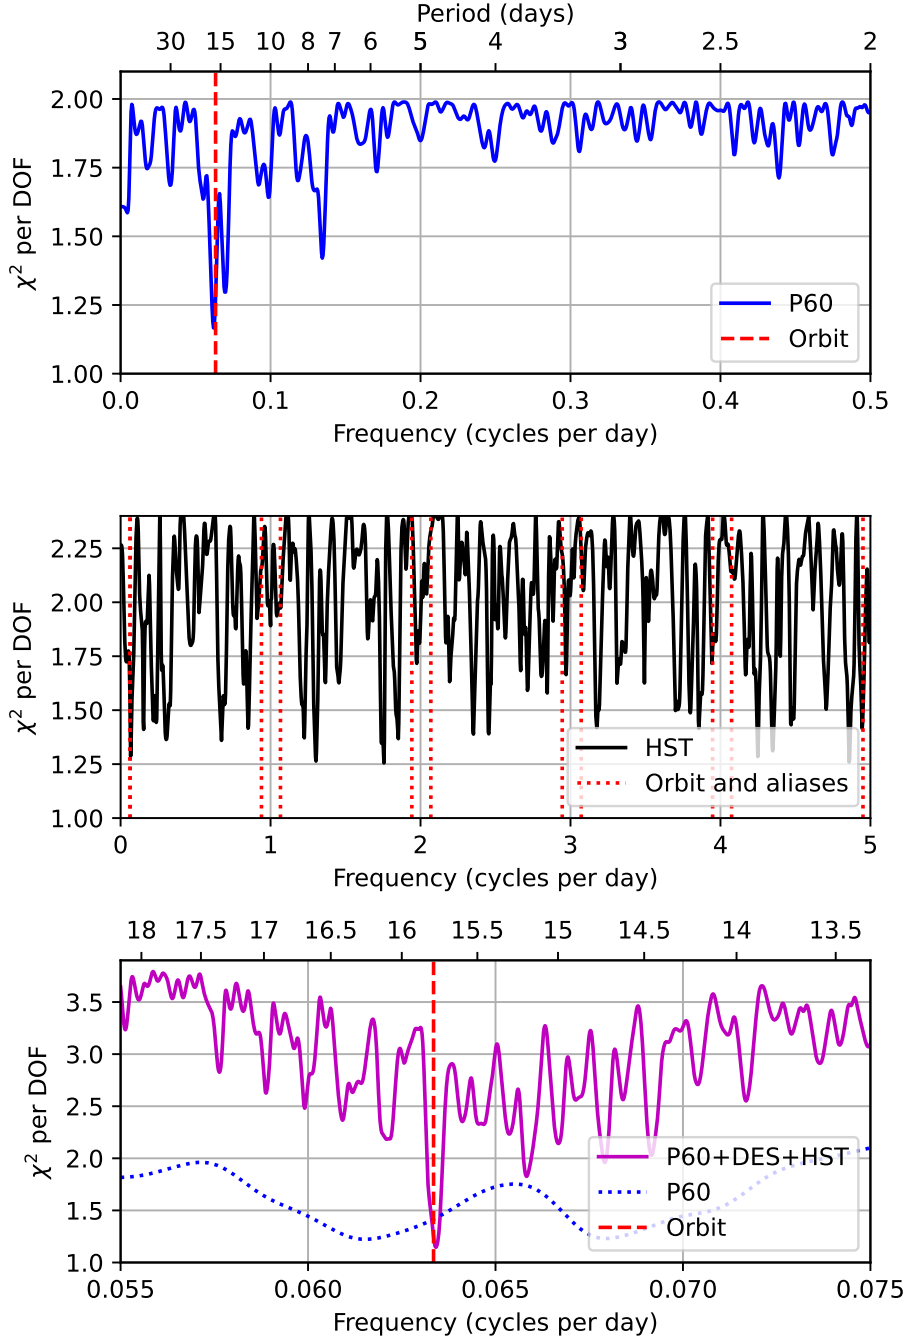 Period (days)
30 15 10 8 7 6 5 4 3 2.5 2
2.00
1.75
1.50
1.25
1.00
χ² per DOF
P60
Orbit
0.0 0.1 0.2 0.3 0.4 0.5
Frequency (cycles per day)
2.25
2.00
1.75
1.50
1.25
1.00
χ² per DOF
HST
Orbit and aliases
0 1 2 3 4 5
Frequency (cycles per day)
18 17.5 17 16.5 16 15.5 15 14.5 14 13.5
3.5
3.0
2.5
2.0
1.5
1.0
χ² per DOF
P60+DES+HST
P60
Orbit
0.055 0.060 0.065 0.070 0.075
Frequency (cycles per day)